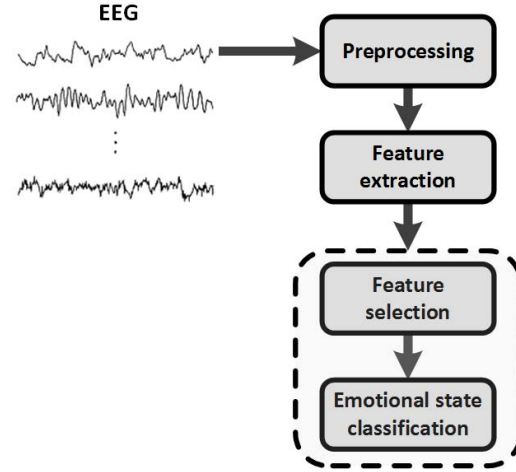 EEG
Preprocessing
Feature
extraction
Feature
selection
Emotional state
classification